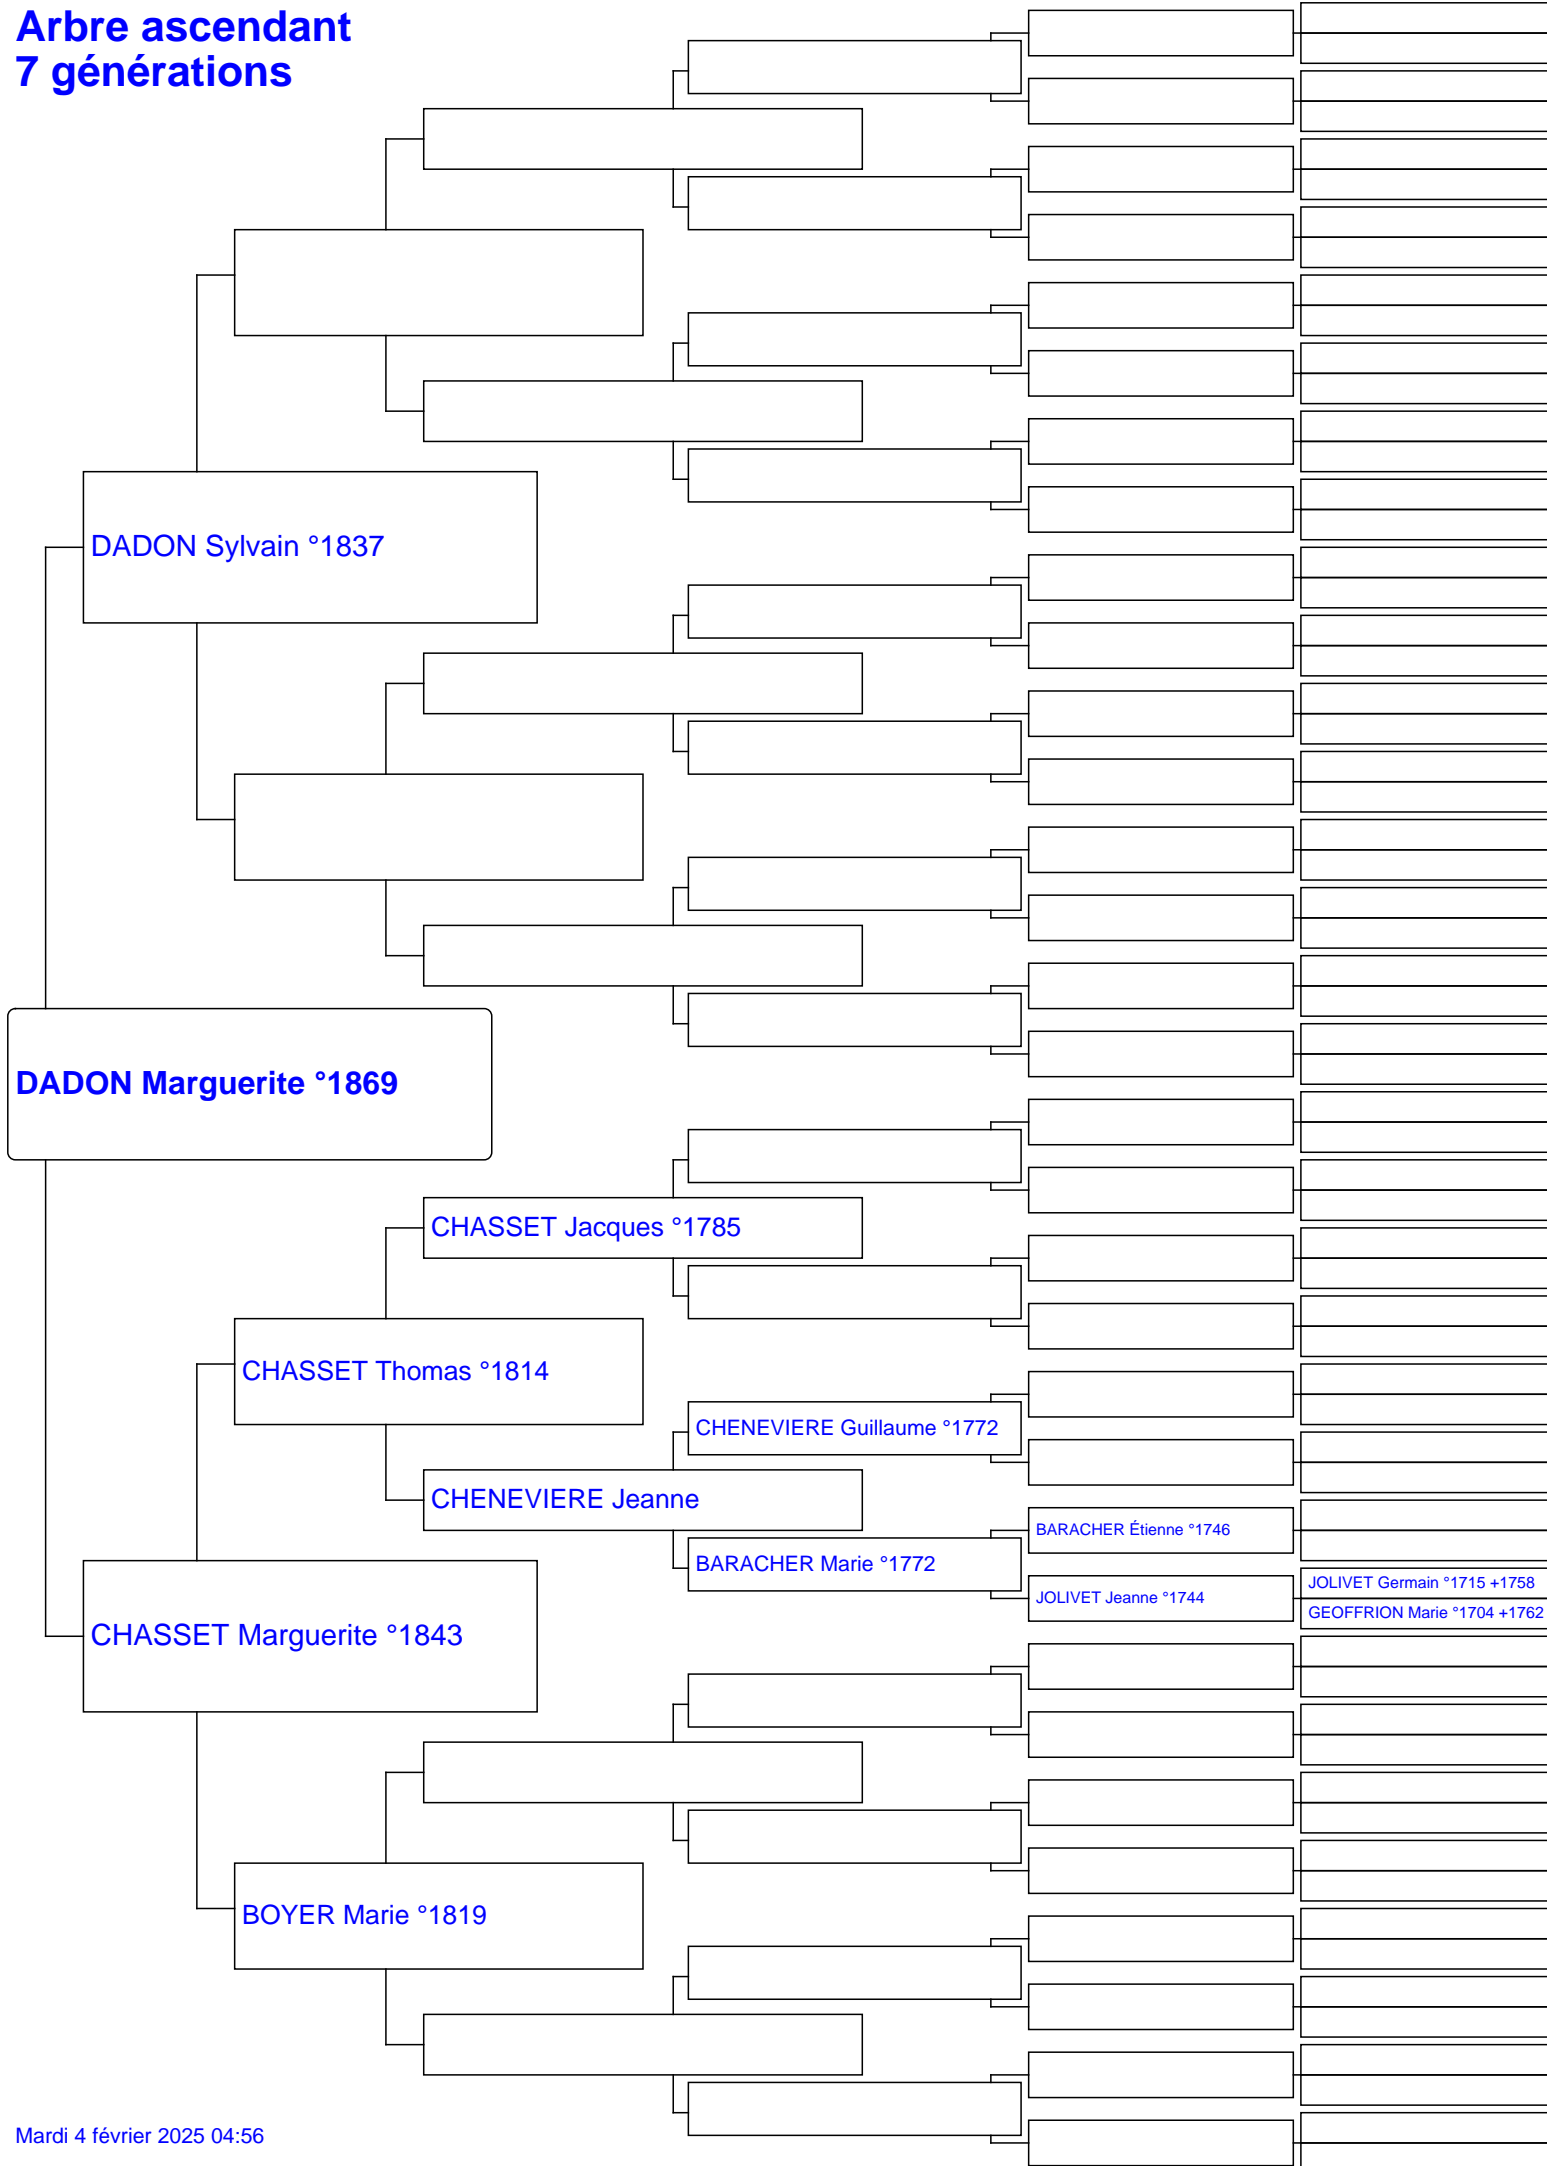 Arbre ascendant
7 générations
DADON Sylvain °1837
DADON Marguerite °1869
CHASSET Jacques °1785
CHASSET Thomas °1814
CHENEVIERE Guillaume °1772
CHENEVIERE Jeanne
BARACHER Étienne °1746
BARACHER Marie °1772
JOLIVET Germain °1715 +1758
JOLIVET Jeanne °1744
GEOFFRION Marie °1704 +1762
CHASSET Marguerite °1843
BOYER Marie °1819
Mardi 4 février 2025 04:56